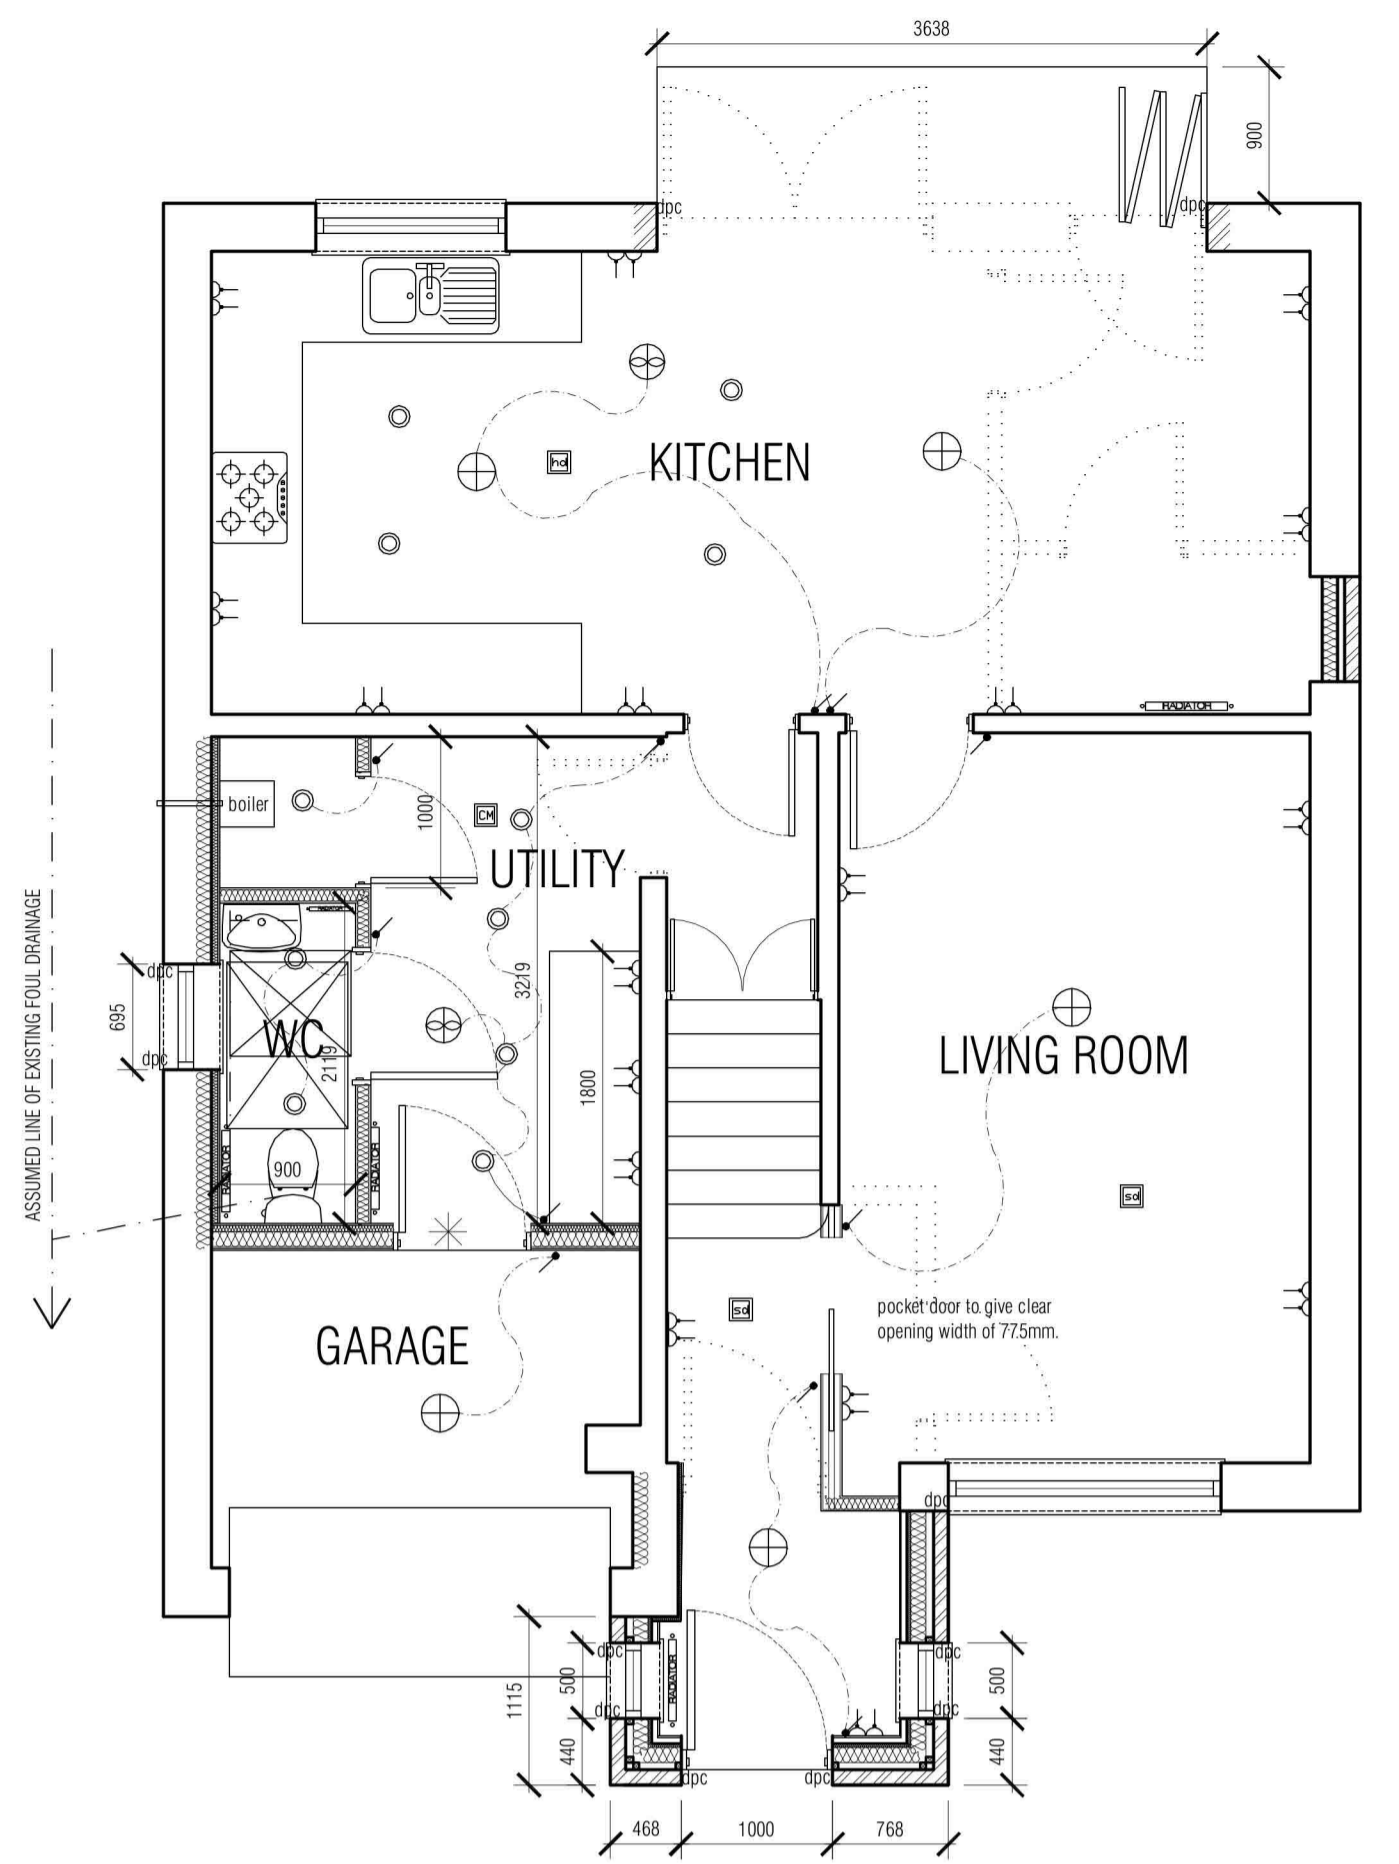 3638
900
dpc
dpc
hd
KITCHEN
RADIATOR
boiler
1000
CM
UTILITY
ASSUMED LINE OF EXISTING FOUL DRAINAGE
dpc
695
dpc
WC
2119
3219
1800
LIVING ROOM
RADIATOR
900
RADIATOR
sd
sd
pocket door to give clear
opening width of 775mm.
GARAGE
dpc
1115
500
440
dpc
dpc
RADIATOR
dpc
dpc
500
440
dpc
dpc
468
1000
768